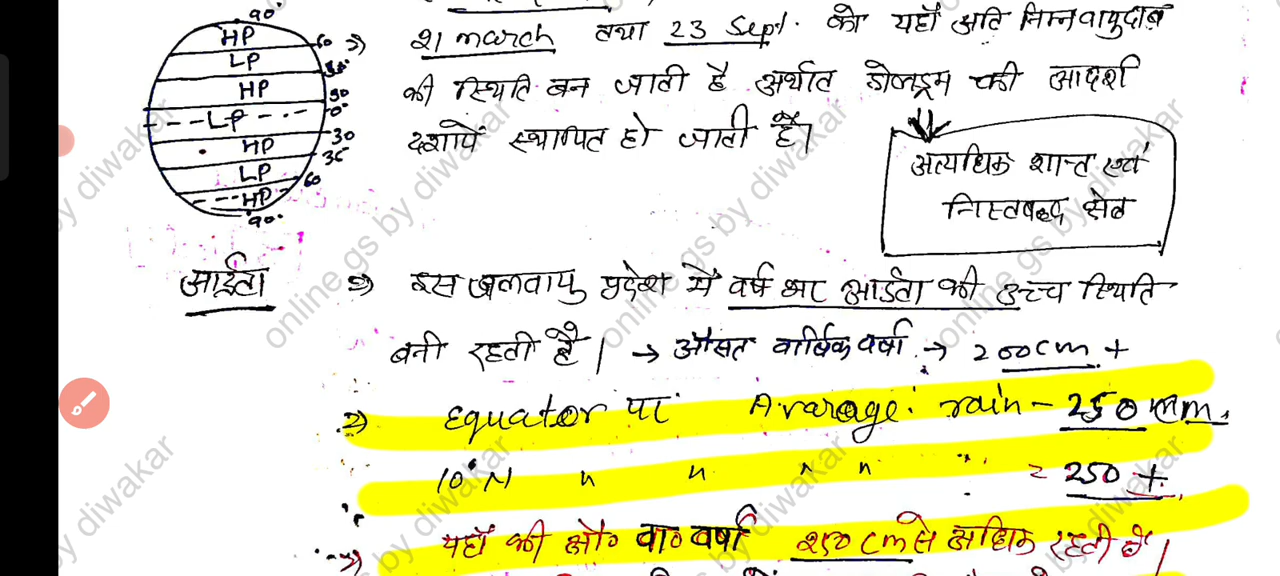 90°
HP
60
LP
35°
HP
30
0°
LP
30
HP
35
LP
60
HP
90°
⇒ 21 march तथा 23 Sept. को यहाँ अति निम्न वायुदाब
की स्थिति बन जाती है अर्थात डोलड्रम की आदर्श
दशायें स्थापित हो जाती हैं।
अत्यधिक शान्त एवं
निस्तब्ध क्षेत्र
आर्द्रता ⇒ इस जलवायु प्रदेश में वर्ष भर आर्द्रता की उच्च स्थिति
बनी रहती है। → औसत वार्षिक वर्षा → 200cm +
⇒ Equator पर Avarage. rain - 250 mm.
10°N " " " " " = 250 +
⇒ यहाँ की औ० वा० वर्षा 250 cm से अधिक रहती है।
online gs by diwakar